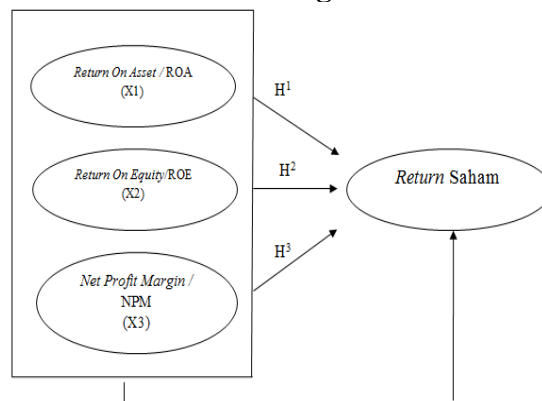 Return On Asset / ROA
(X1)
H1
Return On Equity/ROE
(X2)
H2
Return Saham
Net Profit Margin /
NPM
(X3)
H3